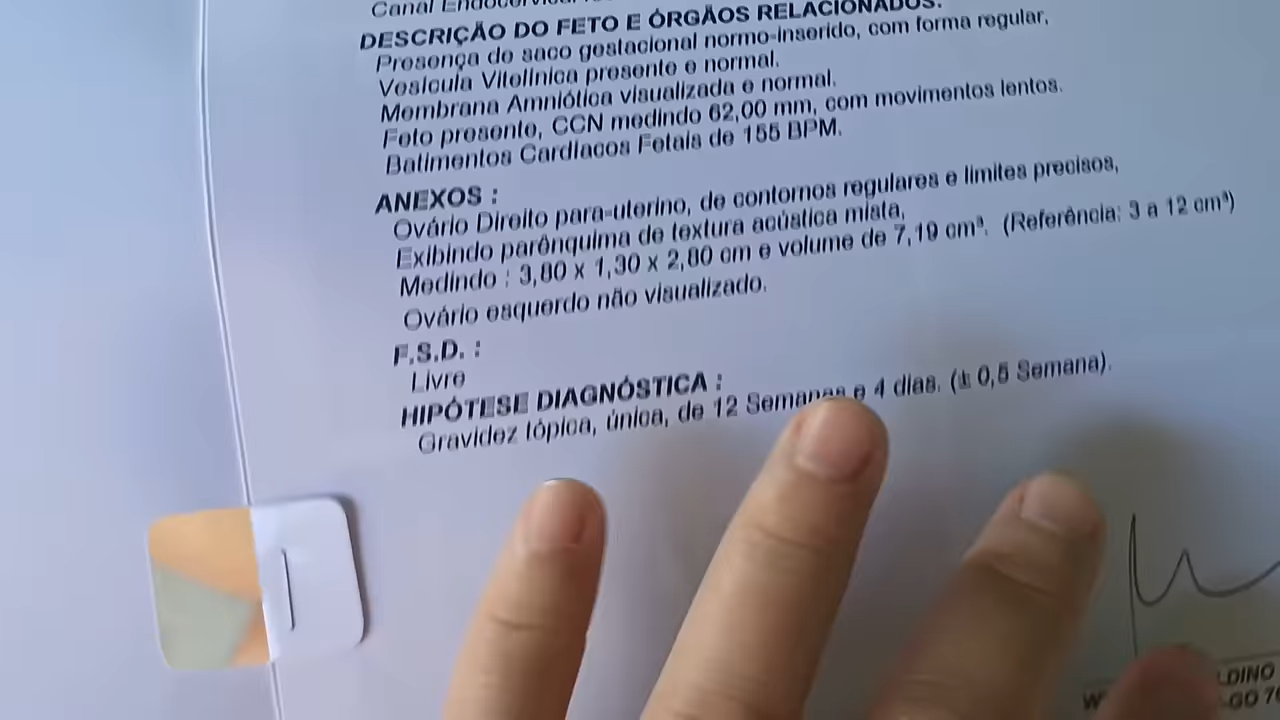 Canal Endocervical
DESCRIÇÃO DO FETO E ÓRGÃOS RELACIONADOS:
Presença de saco gestacional normo-inserido, com forma regular,
Vesícula Vitelínica presente e normal.
Membrana Amniótica visualizada e normal.
Feto presente, CCN medindo 62,00 mm, com movimentos lentos.
Batimentos Cardíacos Fetais de 155 BPM.
ANEXOS :
Ovário Direito para-uterino, de contornos regulares e limites precisos,
Exibindo parênquima de textura acústica mista,
Medindo : 3,80 x 1,30 x 2,80 cm e volume de 7,19 cm³. (Referência: 3 a 12 cm³)
Ovário esquerdo não visualizado.
F.S.D. :
Livre
HIPÓTESE DIAGNÓSTICA :
Gravidez tópica, única, de 12 Semanas e 4 dias. (± 0,5 Semana).